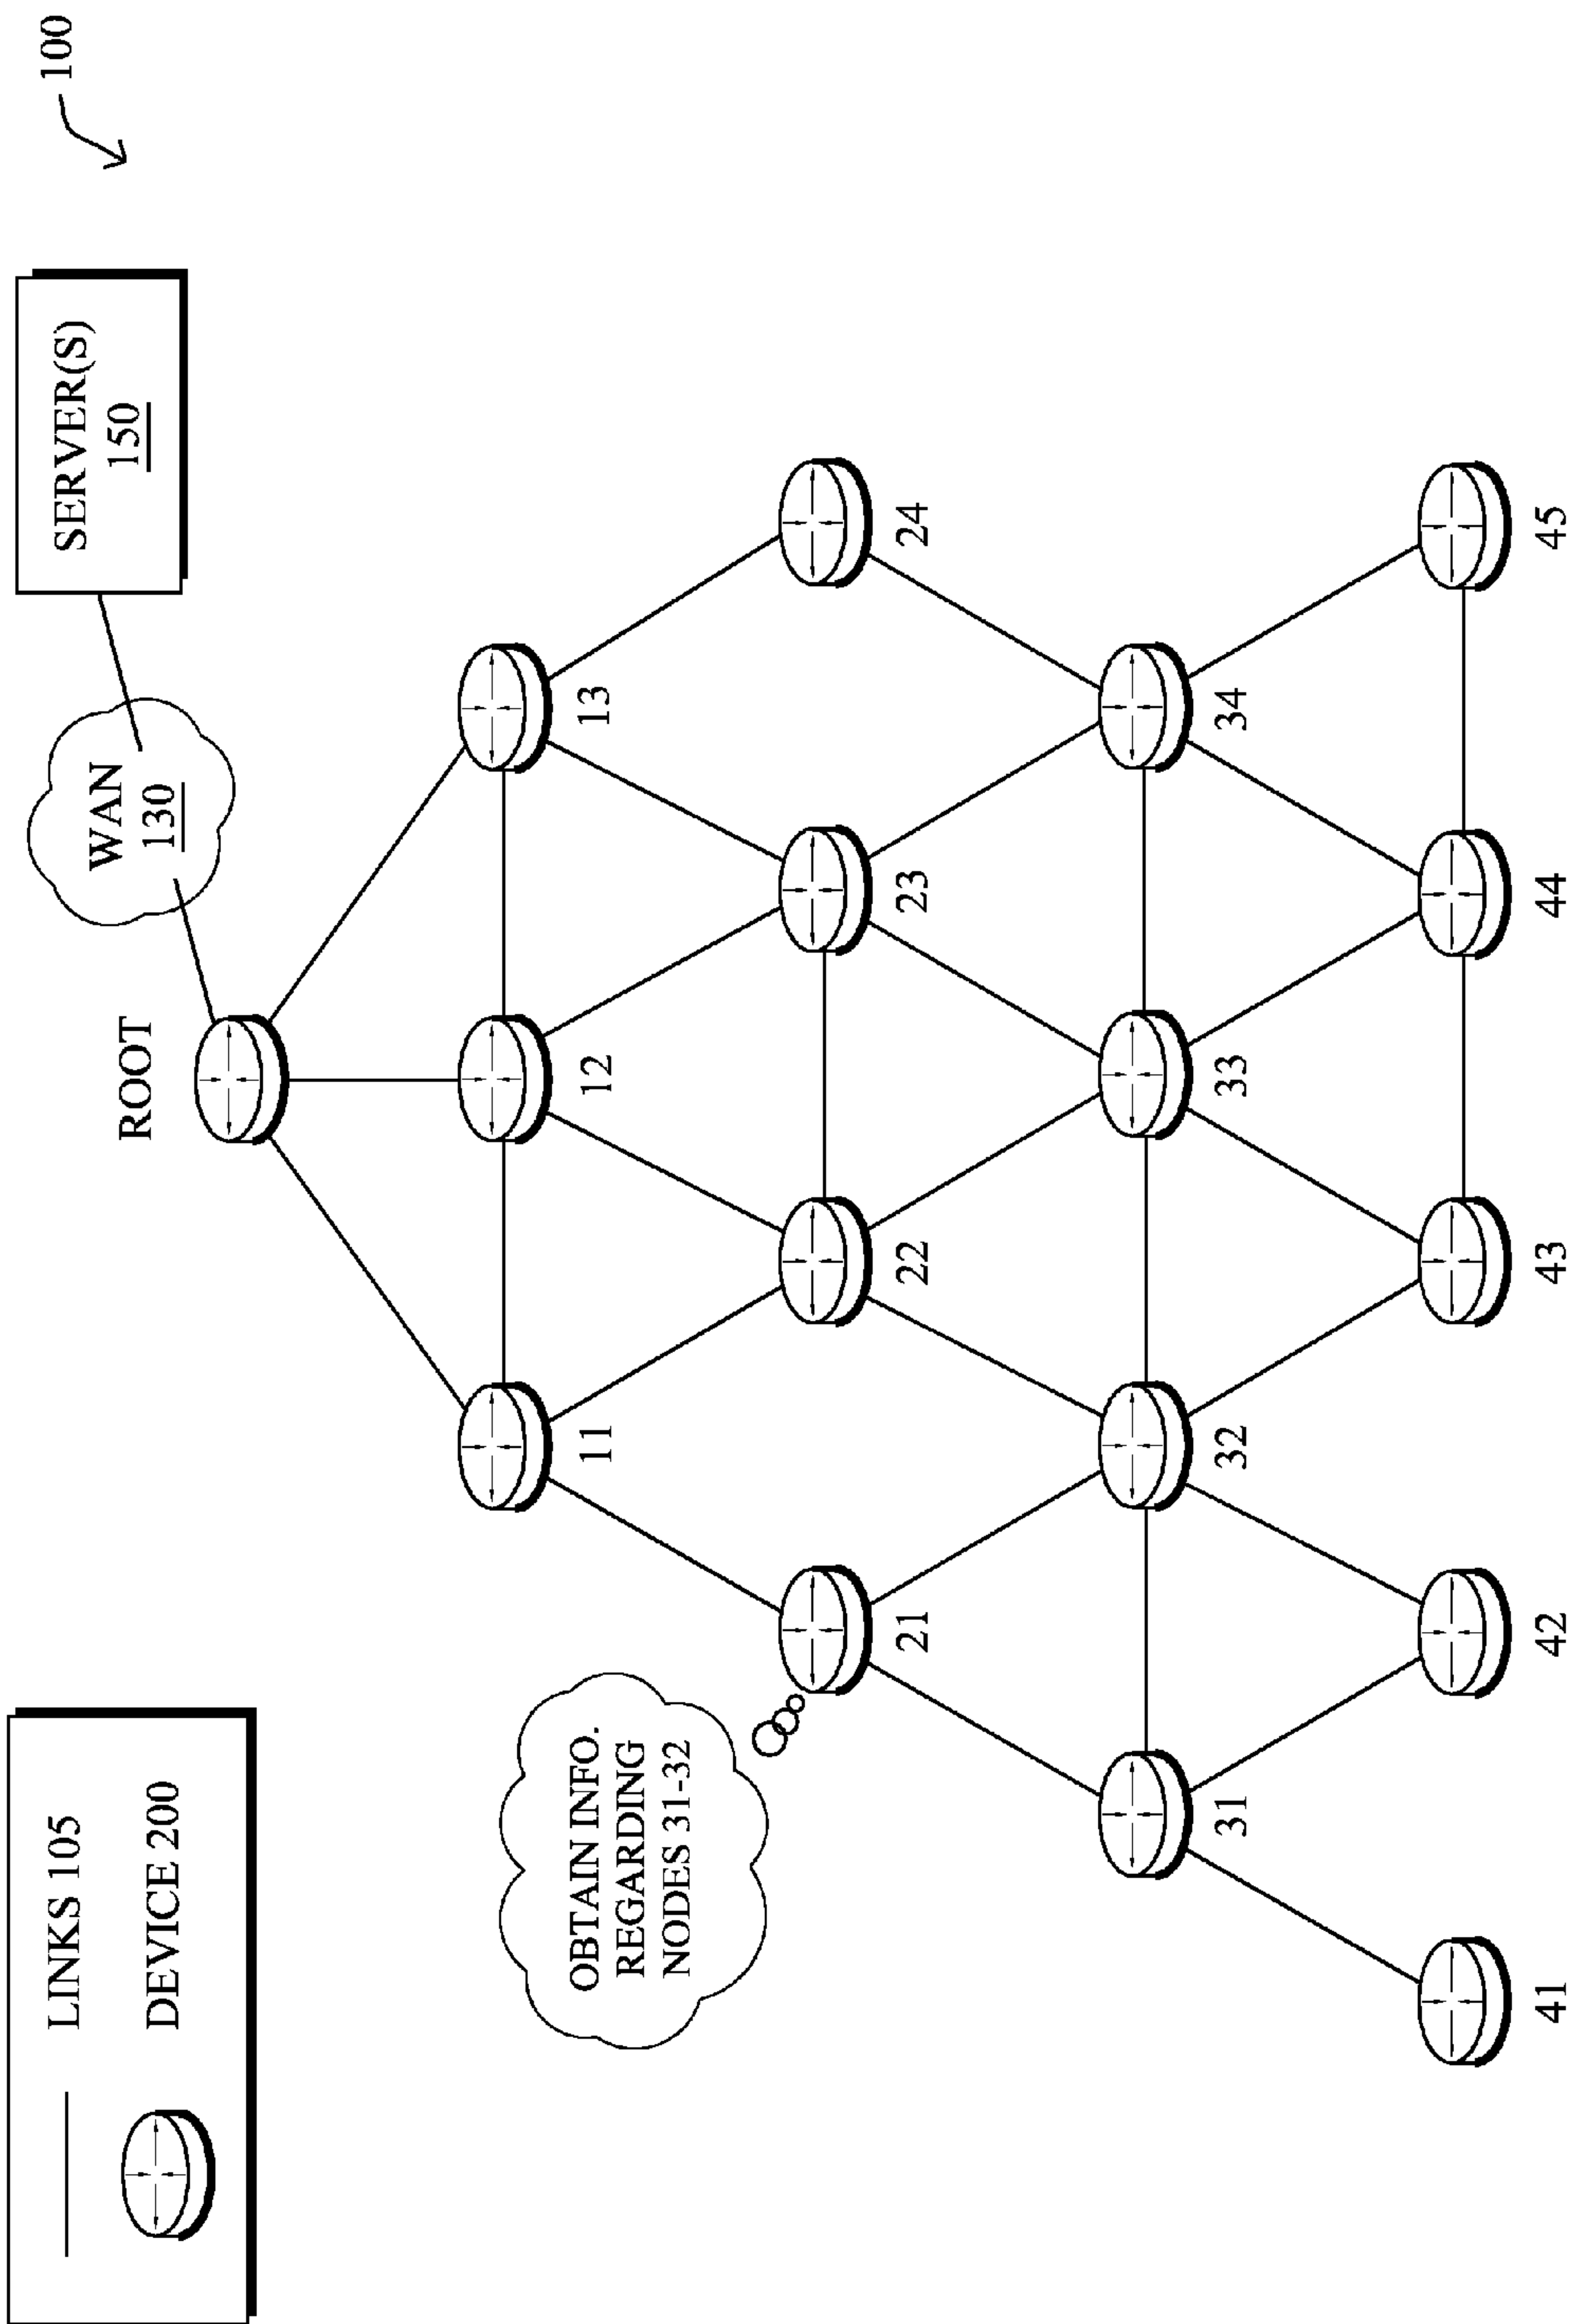 LINKS 105
DEVICE 200
100
SERVER(S)
150
WAN
130
ROOT
11
12
13
OBTAIN INFO.
REGARDING
NODES 31-32
21
22
23
24
31
32
33
34
41
42
43
44
45